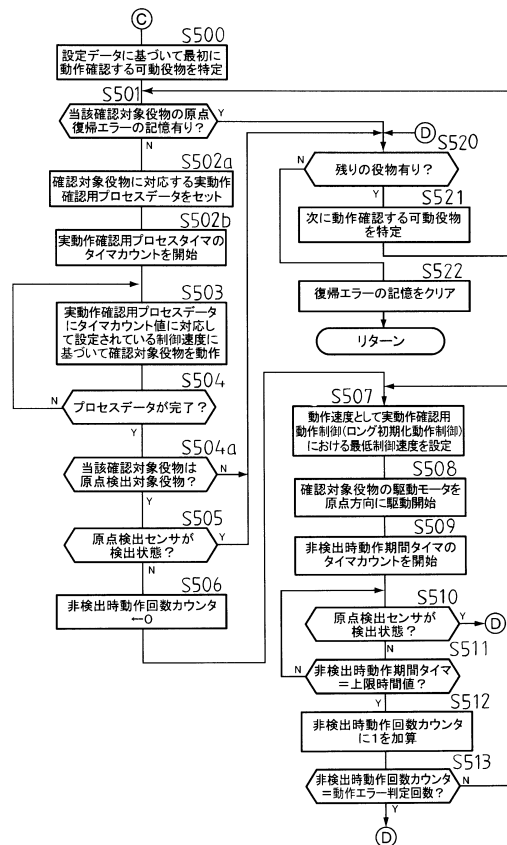 C
S500
設定データに基づいて最初に
動作確認する可動役物を特定
S501
当該確認対象役物の原点
復帰エラーの記憶有り?
Y
N
S502a
確認対象役物に対応する実動作
確認用プロセスデータをセット
S502b
実動作確認用プロセスタイマの
タイマカウントを開始
S503
実動作確認用プロセスデータ
にタイマカウント値に対応し
て設定されている制御速度に
基づいて確認対象役物を動作
S504
プロセスデータが完了?
N
Y
S504a
当該確認対象役物は
原点検出対象役物?
N
Y
S505
原点検出センサが
検出状態?
Y
N
S506
非検出時動作回数カウンタ
←0
D
S520
残りの役物有り?
N
Y
S521
次に動作確認する可動役物
を特定
S522
復帰エラーの記憶をクリア
リターン
S507
動作速度として実動作確認用
動作制御(ロング初期化動作制御)
における最低制御速度を設定
S508
確認対象役物の駆動モータを
原点方向に駆動開始
S509
非検出時動作期間タイマの
タイマカウントを開始
S510
原点検出センサが
検出状態?
Y
D
N
S511
非検出時動作期間タイマ
=上限時間値?
N
Y
S512
非検出時動作回数カウンタ
に1を加算
S513
非検出時動作回数カウンタ
=動作エラー判定回数?
N
Y
D